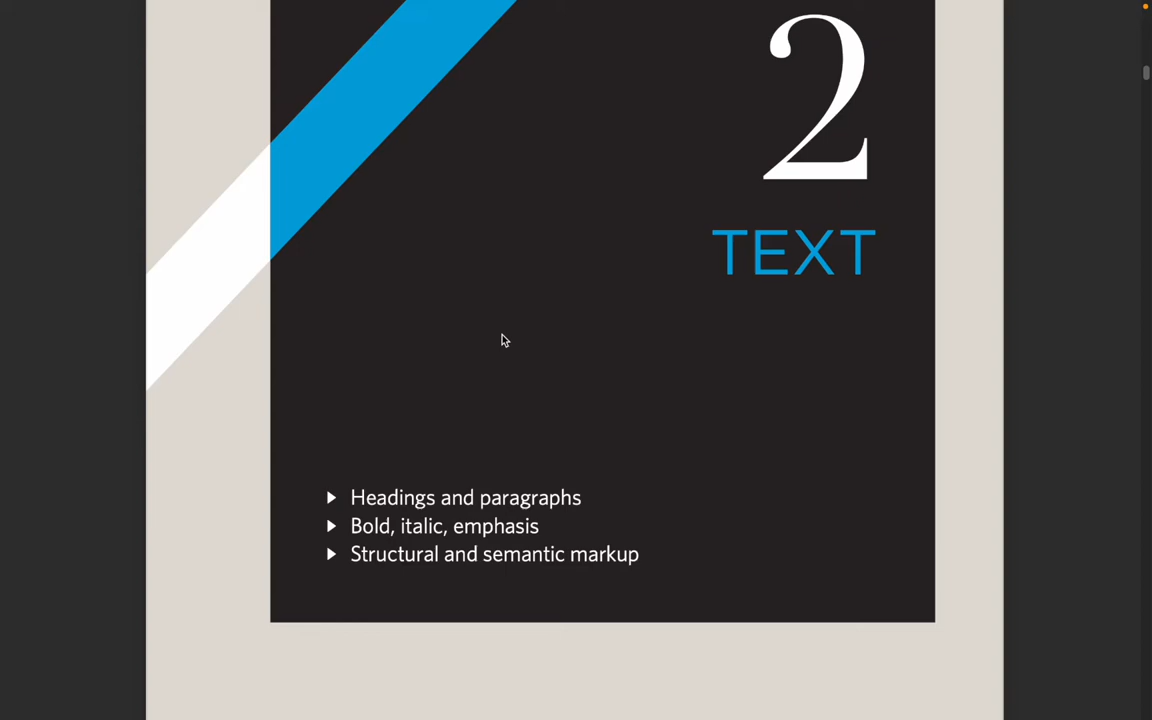 2
TEXT
Headings and paragraphs
Bold, italic, emphasis
Structural and semantic markup